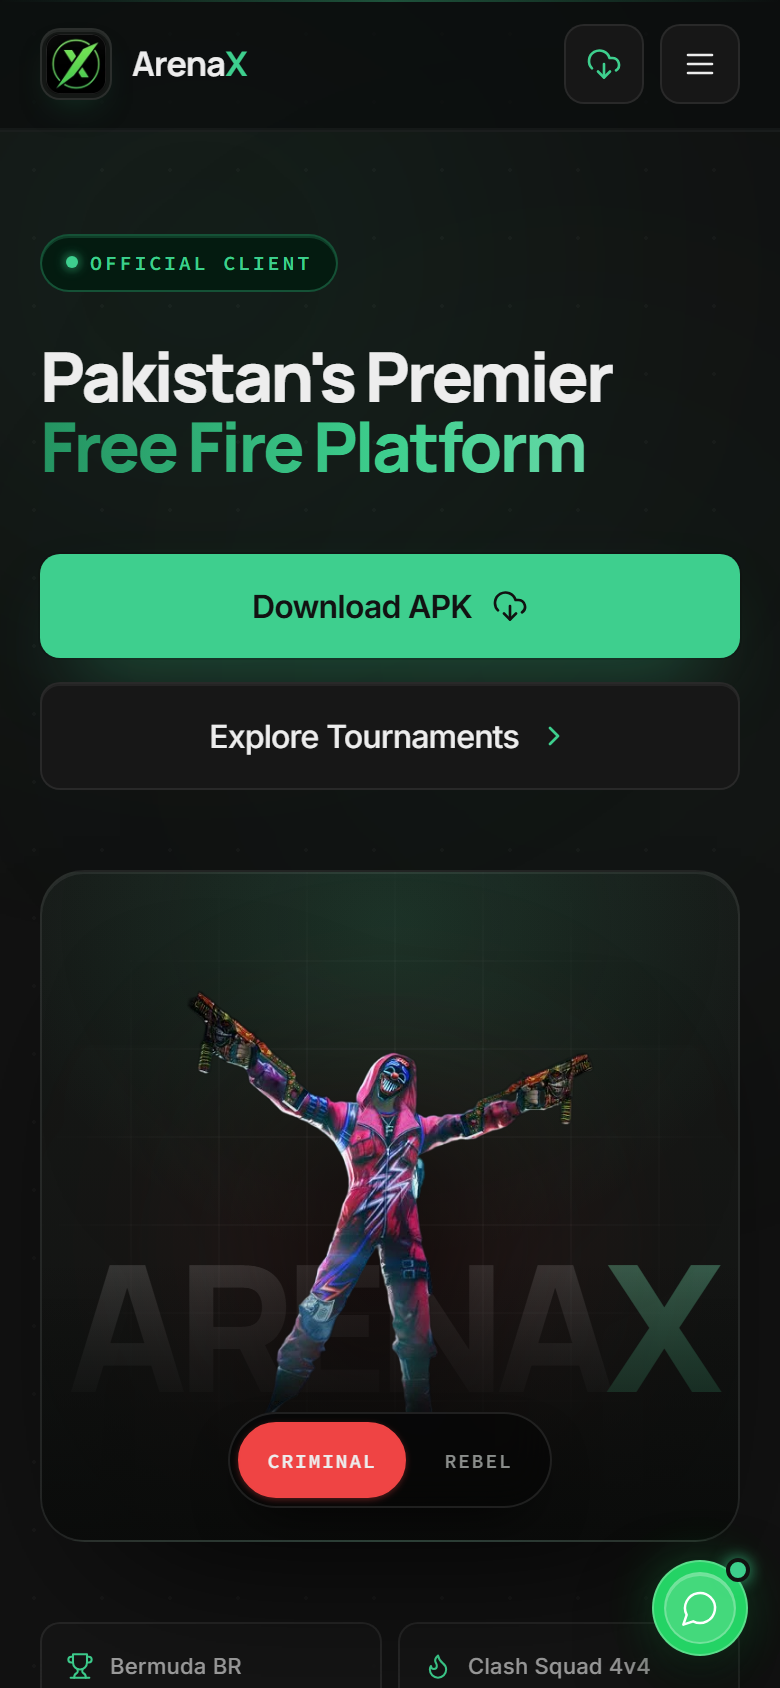 ArenaX
OFFICIAL CLIENT
Pakistan's Premier
Free Fire Platform
Download APK
Explore Tournaments
ARENAX
CRIMINAL
REBEL
Bermuda BR
Clash Squad 4v4